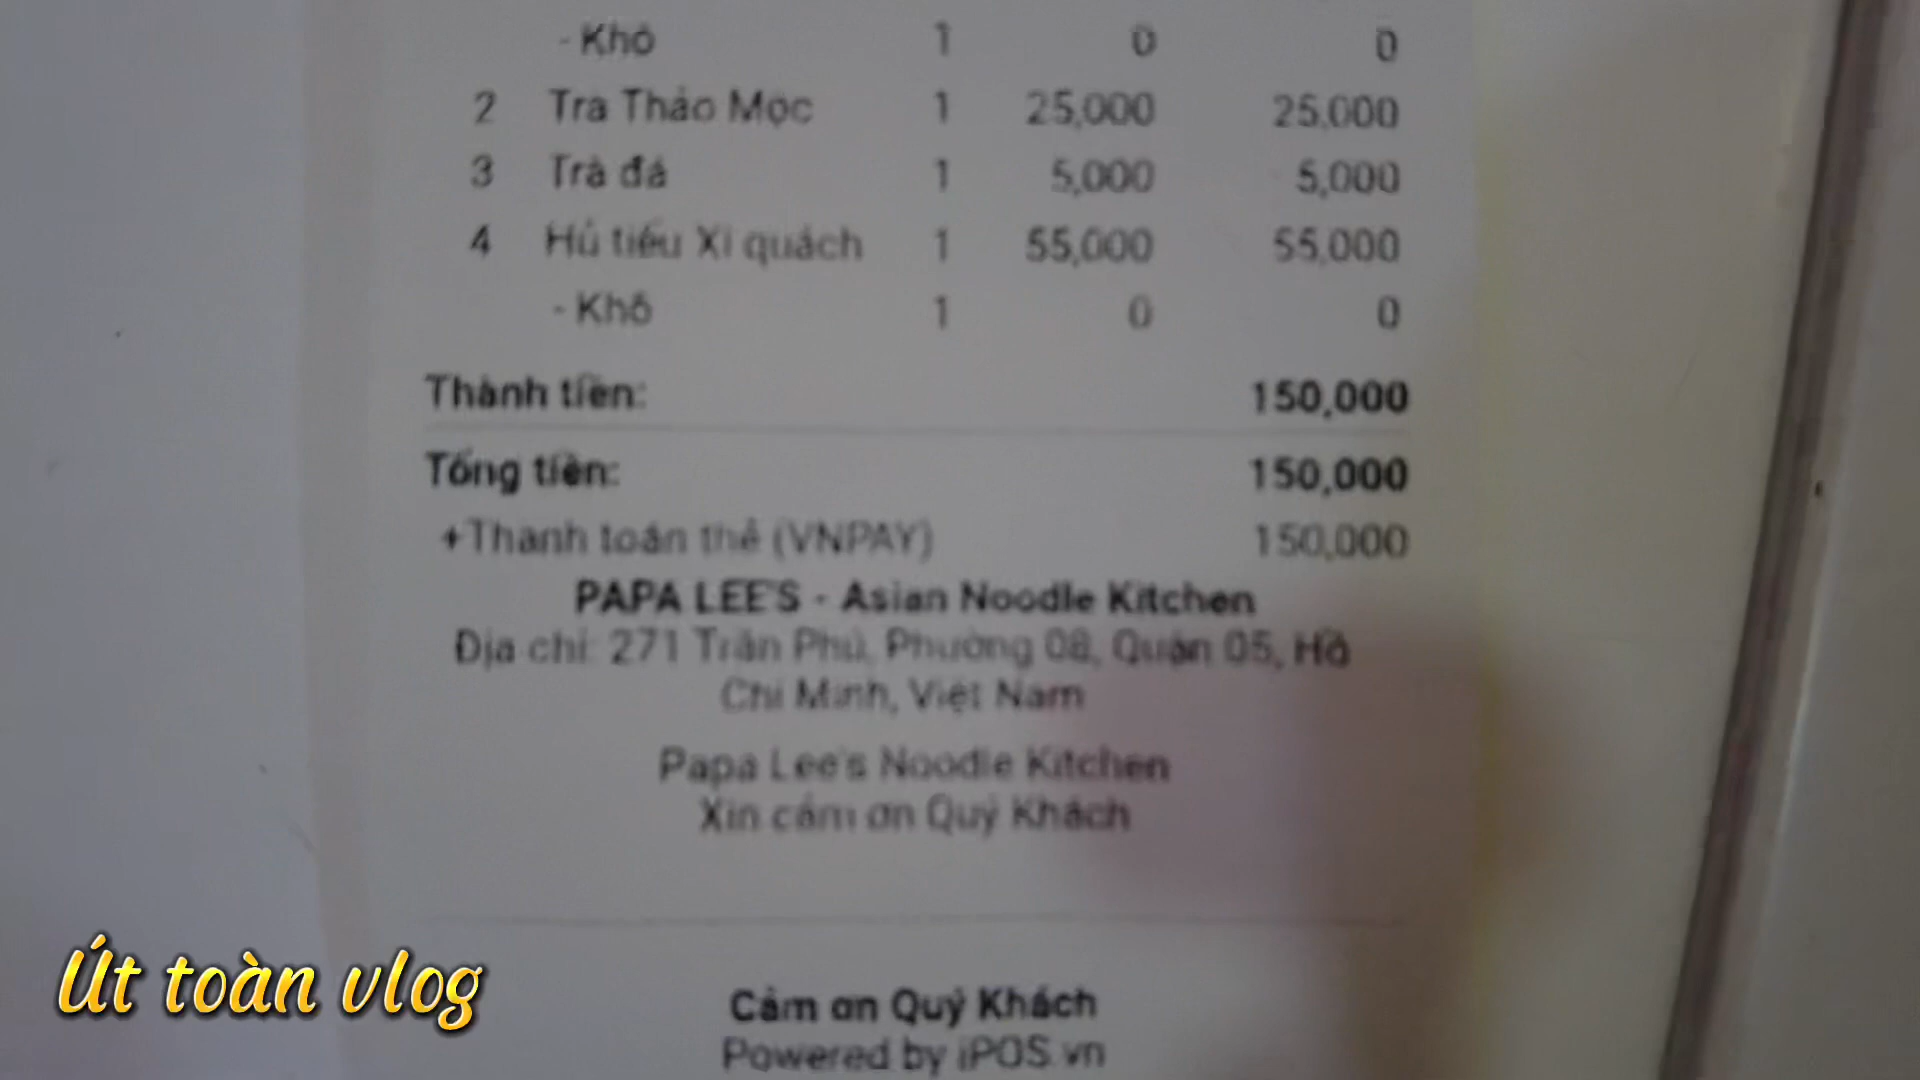 - Khô 1 0 0
2 Tra Thảo Mộc 1 25,000 25,000
3 Trà đá 1 5,000 5,000
4 Hủ tiếu Xí quách 1 55,000 55,000
- Khô 1 0 0
Thành tiền: 150,000
Tổng tiền: 150,000
+Thanh toán thẻ (VNPAY) 150,000
PAPA LEE'S - Asian Noodle Kitchen
Địa chỉ: 271 Trần Phú, Phường 08, Quận 05, Hồ
Chí Minh, Việt Nam
Papa Lee's Noodle Kitchen
Xin cảm ơn Quý Khách
Cảm ơn Quý Khách
Powered by iPOS.vn
Út toàn vlog